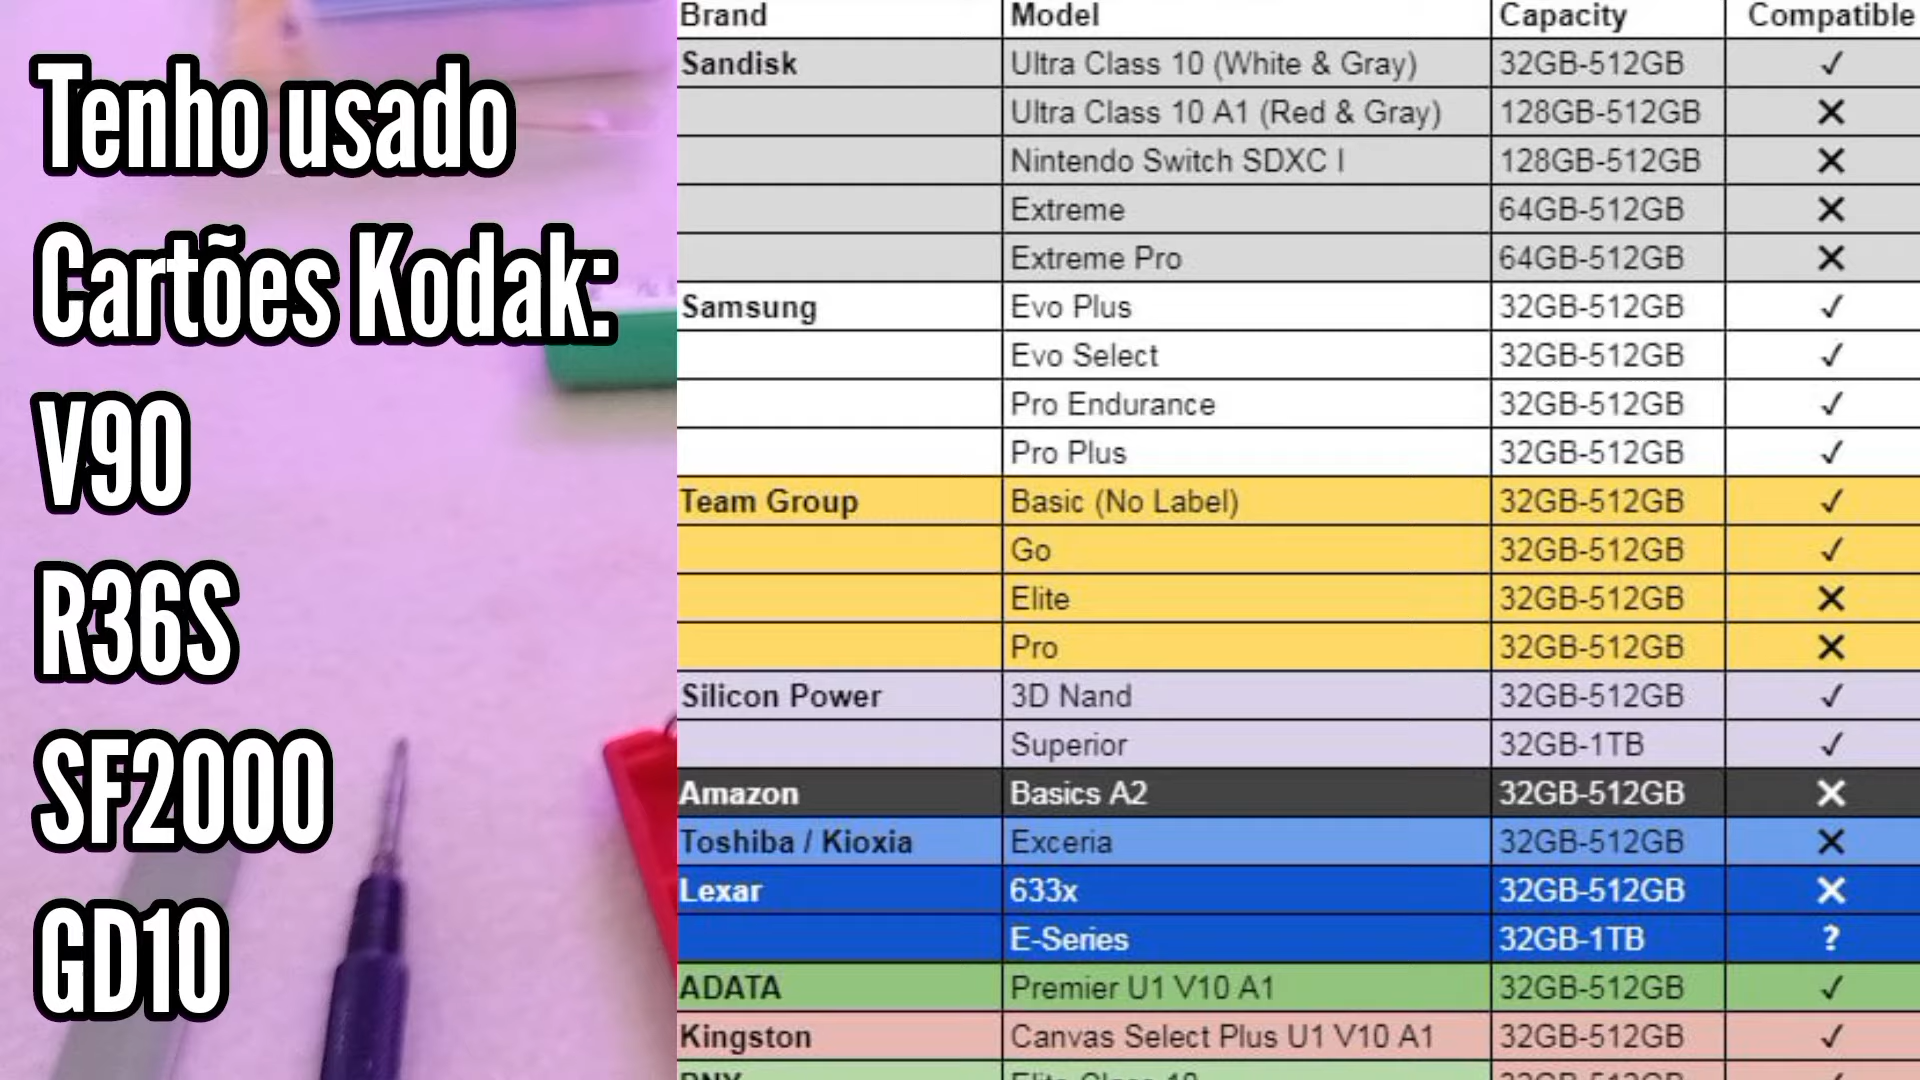 Tenho usado
Cartões Kodak:
V90
R36S
SF2000
GD10
Brand Model Capacity Compatible
Sandisk Ultra Class 10 (White & Gray) 32GB-512GB ✓
Ultra Class 10 A1 (Red & Gray) 128GB-512GB ✕
Nintendo Switch SDXC I 128GB-512GB ✕
Extreme 64GB-512GB ✕
Extreme Pro 64GB-512GB ✕
Samsung Evo Plus 32GB-512GB ✓
Evo Select 32GB-512GB ✓
Pro Endurance 32GB-512GB ✓
Pro Plus 32GB-512GB ✓
Team Group Basic (No Label) 32GB-512GB ✓
Go 32GB-512GB ✓
Elite 32GB-512GB ✕
Pro 32GB-512GB ✕
Silicon Power 3D Nand 32GB-512GB ✓
Superior 32GB-1TB ✓
Amazon Basics A2 32GB-512GB ✕
Toshiba / Kioxia Exceria 32GB-512GB ✕
Lexar 633x 32GB-512GB ✕
E-Series 32GB-1TB ?
ADATA Premier U1 V10 A1 32GB-512GB ✓
Kingston Canvas Select Plus U1 V10 A1 32GB-512GB ✓
PNY Elite Class 10 32GB-512GB ✓